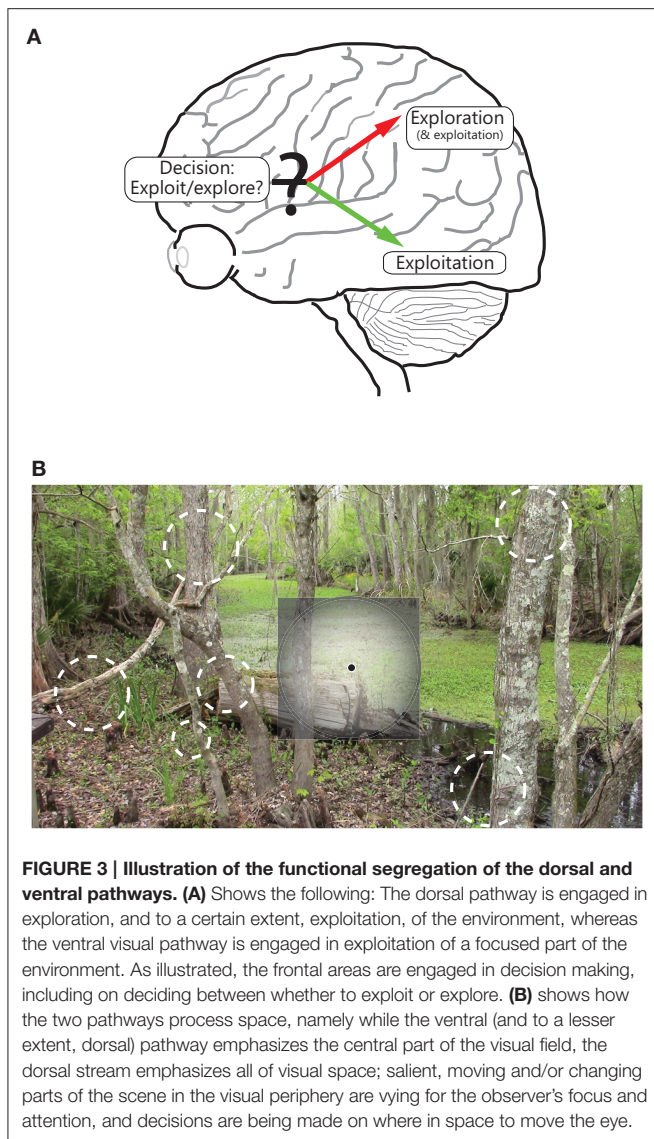 A
Exploration
(& exploitation)
Decision:
Exploit/explore?
?
Exploitation
B
FIGURE 3 | Illustration of the functional segregation of the dorsal and
ventral pathways. (A) Shows the following: The dorsal pathway is engaged in
exploration, and to a certain extent, exploitation, of the environment, whereas
the ventral visual pathway is engaged in exploitation of a focused part of the
environment. As illustrated, the frontal areas are engaged in decision making,
including on deciding between whether to exploit or explore. (B) shows how
the two pathways process space, namely while the ventral (and to a lesser
extent, dorsal) pathway emphasizes the central part of the visual field, the
dorsal stream emphasizes all of visual space; salient, moving and/or changing
parts of the scene in the visual periphery are vying for the observer's focus and
attention, and decisions are being made on where in space to move the eye.